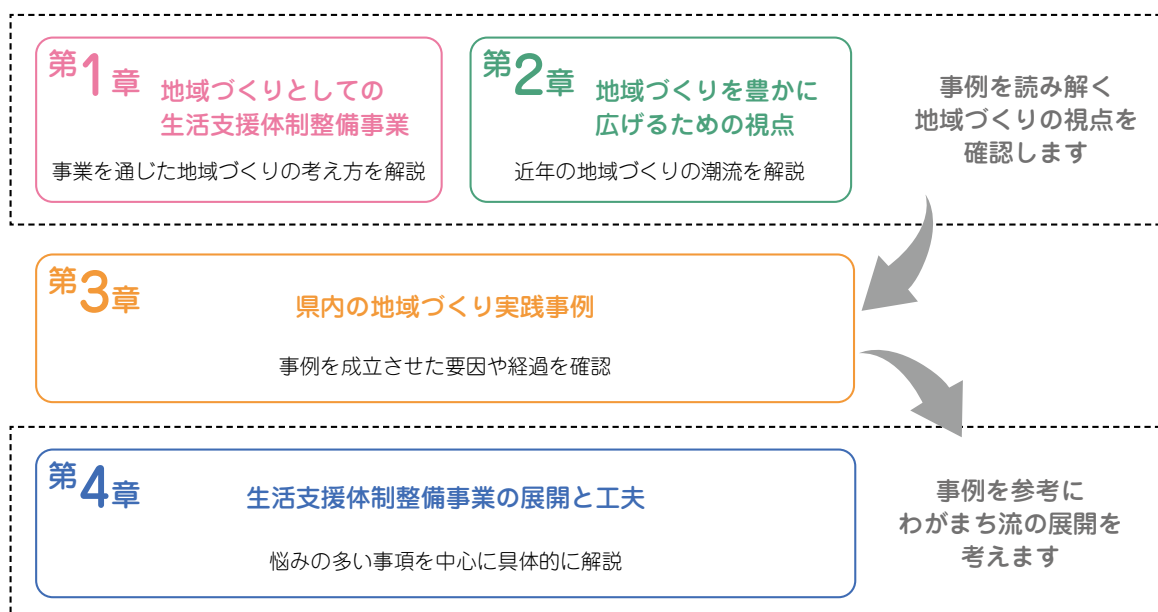 第1章
地域づくりとしての
生活支援体制整備事業
事業を通じた地域づくりの考え方を解説
第2章
地域づくりを豊かに
広げるための視点
近年の地域づくりの潮流を解説
事例を読み解く
地域づくりの視点を
確認します
第3章
県内の地域づくり実践事例
事例を成立させた要因や経過を確認
第4章
生活支援体制整備事業の展開と工夫
悩みの多い事項を中心に具体的に解説
事例を参考に
わがまち流の展開を
考えます